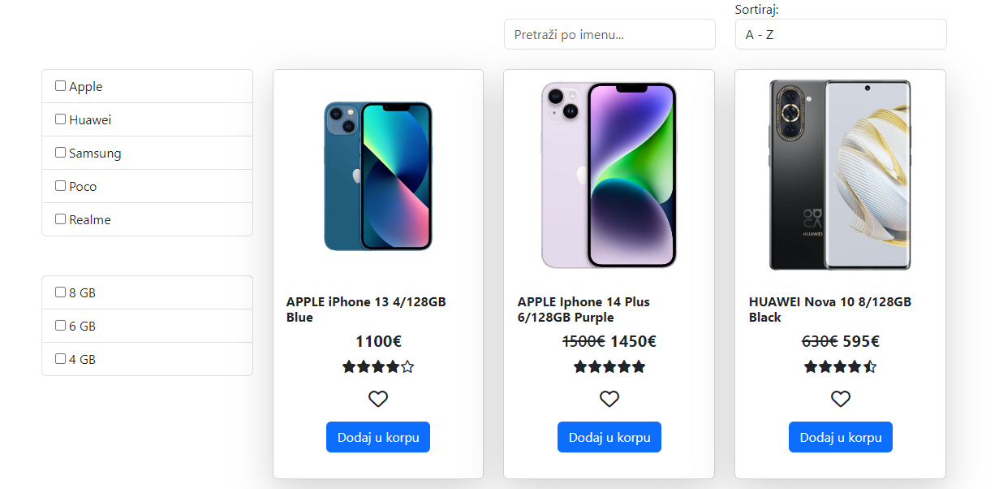 Sortiraj:
Pretraži po imenu...
A - Z
Apple
Huawei
Samsung
Poco
Realme
8 GB
6 GB
4 GB
APPLE iPhone 13 4/128GB
Blue
1100€
Dodaj u korpu
APPLE Iphone 14 Plus
6/128GB Purple
1500€ 1450€
Dodaj u korpu
HUAWEI
HUAWEI Nova 10 8/128GB
Black
630€ 595€
Dodaj u korpu